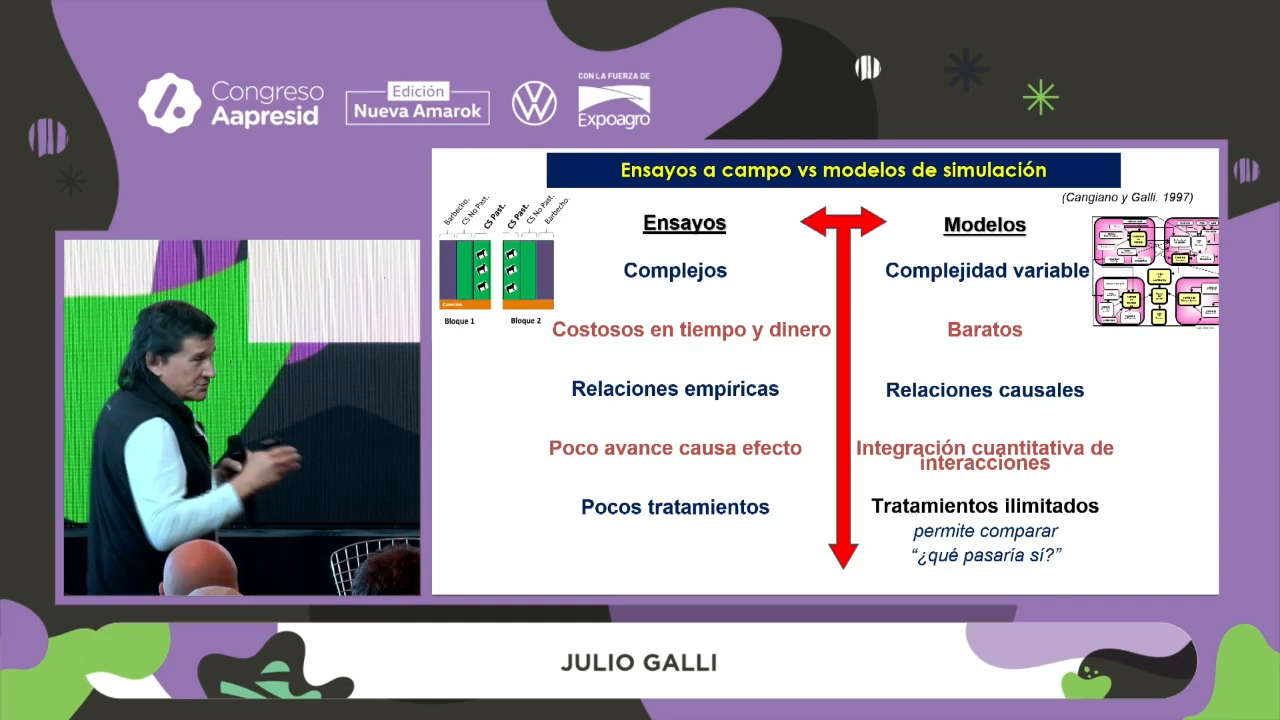 CON LA FUERZA DE
Congreso
Aapresid
Edición
Nueva Amarok
Expoagro
Ensayos a campo vs modelos de simulación
(Cangiano y Galli. 1997)
Barbecho.
CS No Past.
CS Past.
CS Past.
CS No Past.
Barbecho.
Bloque 1
Bloque 2
Ensayos
Modelos
Complejos
Complejidad variable
Costosos en tiempo y dinero
Baratos
Relaciones empíricas
Relaciones causales
Poco avance causa efecto
Integración cuantitativa de
interacciones
Pocos tratamientos
Tratamientos ilimitados
permite comparar
“¿qué pasaría sí?”
JULIO GALLI